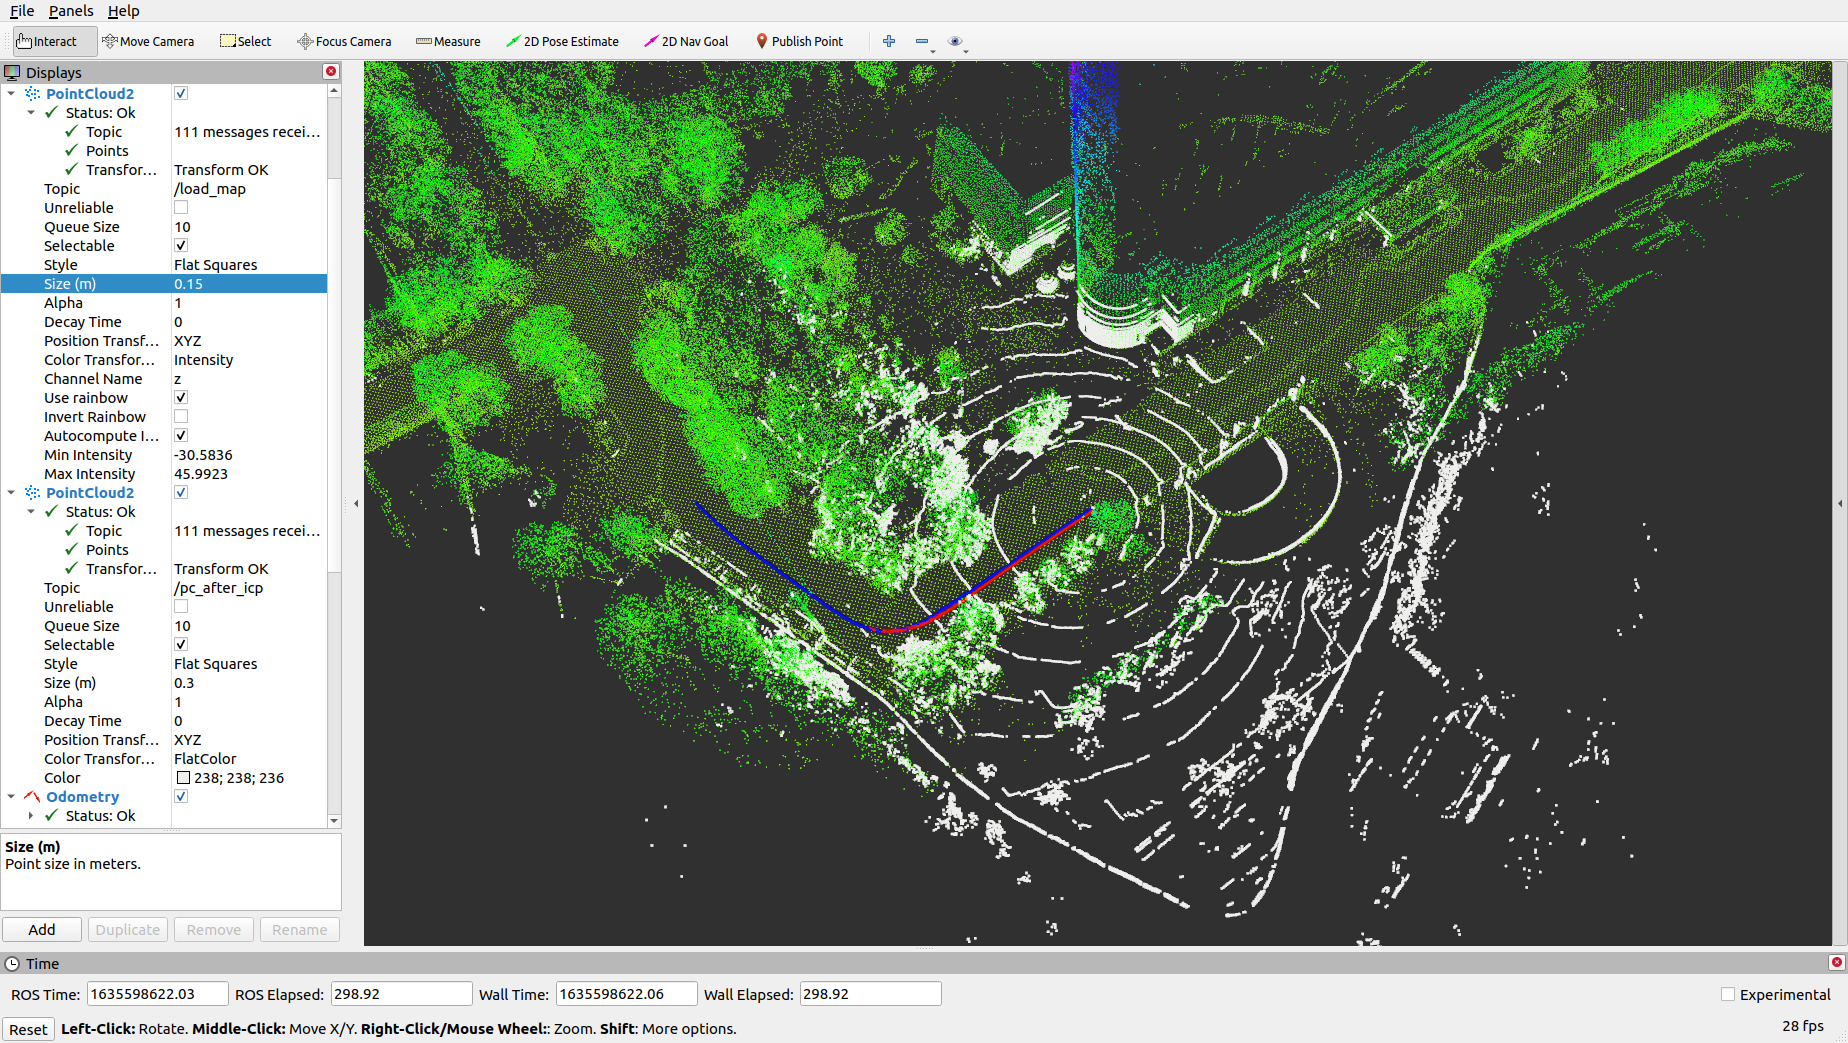 File Panels Help
Interact Move Camera Select Focus Camera Measure 2D Pose Estimate 2D Nav Goal Publish Point
Displays
PointCloud2
Status: Ok
Topic 111 messages recei...
Points
Transfor... Transform OK
Topic /load_map
Unreliable
Queue Size 10
Selectable
Style Flat Squares
Size (m) 0.15
Alpha 1
Decay Time 0
Position Transf... XYZ
Color Transfor... Intensity
Channel Name z
Use rainbow
Invert Rainbow
Autocompute I...
Min Intensity -30.5836
Max Intensity 45.9923
PointCloud2
Status: Ok
Topic 111 messages recei...
Points
Transfor... Transform OK
Topic /pc_after_icp
Unreliable
Queue Size 10
Selectable
Style Flat Squares
Size (m) 0.3
Alpha 1
Decay Time 0
Position Transf... XYZ
Color Transfor... FlatColor
Color 238; 238; 236
Odometry
Status: Ok
Size (m)
Point size in meters.
Add Duplicate Remove Rename
Time
ROS Time: 1635598622.03 ROS Elapsed: 298.92 Wall Time: 1635598622.06 Wall Elapsed: 298.92 Experimental
Reset Left-Click: Rotate. Middle-Click: Move X/Y. Right-Click/Mouse Wheel:: Zoom. Shift: More options. 28 fps